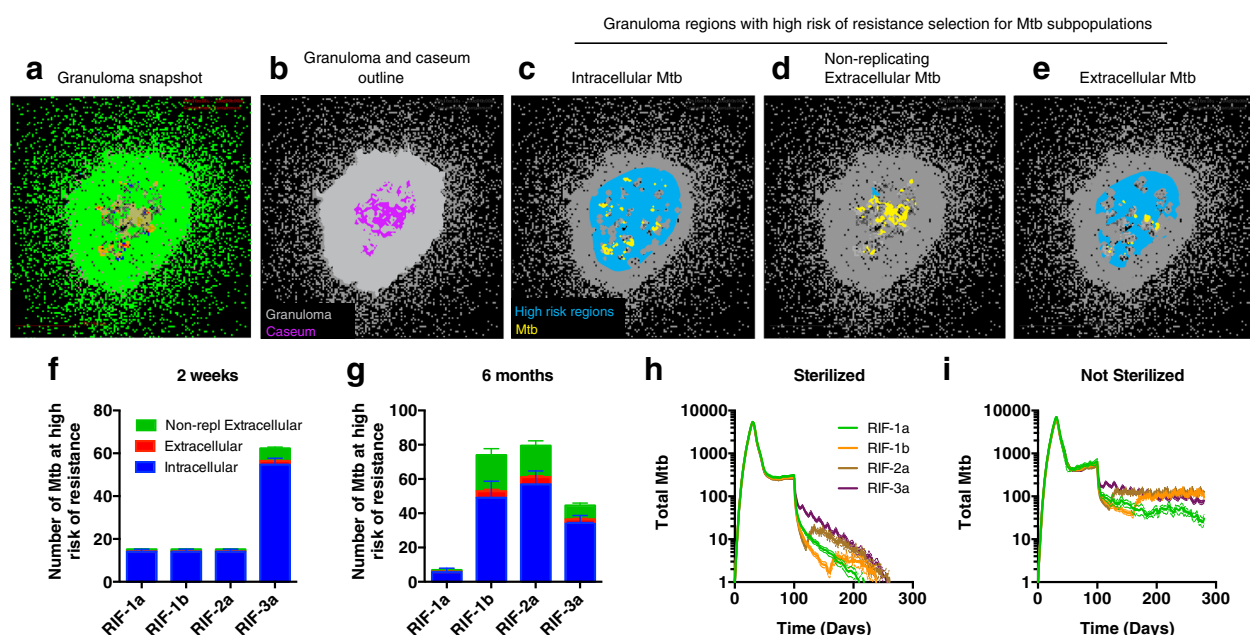 Granuloma regions with high risk of resistance selection for Mtb subpopulations
a
Granuloma snapshot
b
Granuloma and caseum
outline
c
Intracellular Mtb
d
Non-replicating
Extracellular Mtb
e
Extracellular Mtb
Granuloma
Caseum
High risk regions
Mtb
f
2 weeks
Number of Mtb at high
risk of resistance
80
60
40
20
0
Non-repl Extracellular
Extracellular
Intracellular
RIF-1a
RIF-1b
RIF-2a
RIF-3a
g
6 months
Number of Mtb at high
risk of resistance
100
80
60
40
20
0
RIF-1a
RIF-1b
RIF-2a
RIF-3a
h
Sterilized
Total Mtb
10000
1000
100
10
1
0
100
200
300
Time (Days)
RIF-1a
RIF-1b
RIF-2a
RIF-3a
i
Not Sterilized
Total Mtb
10000
1000
100
10
1
0
100
200
300
Time (Days)